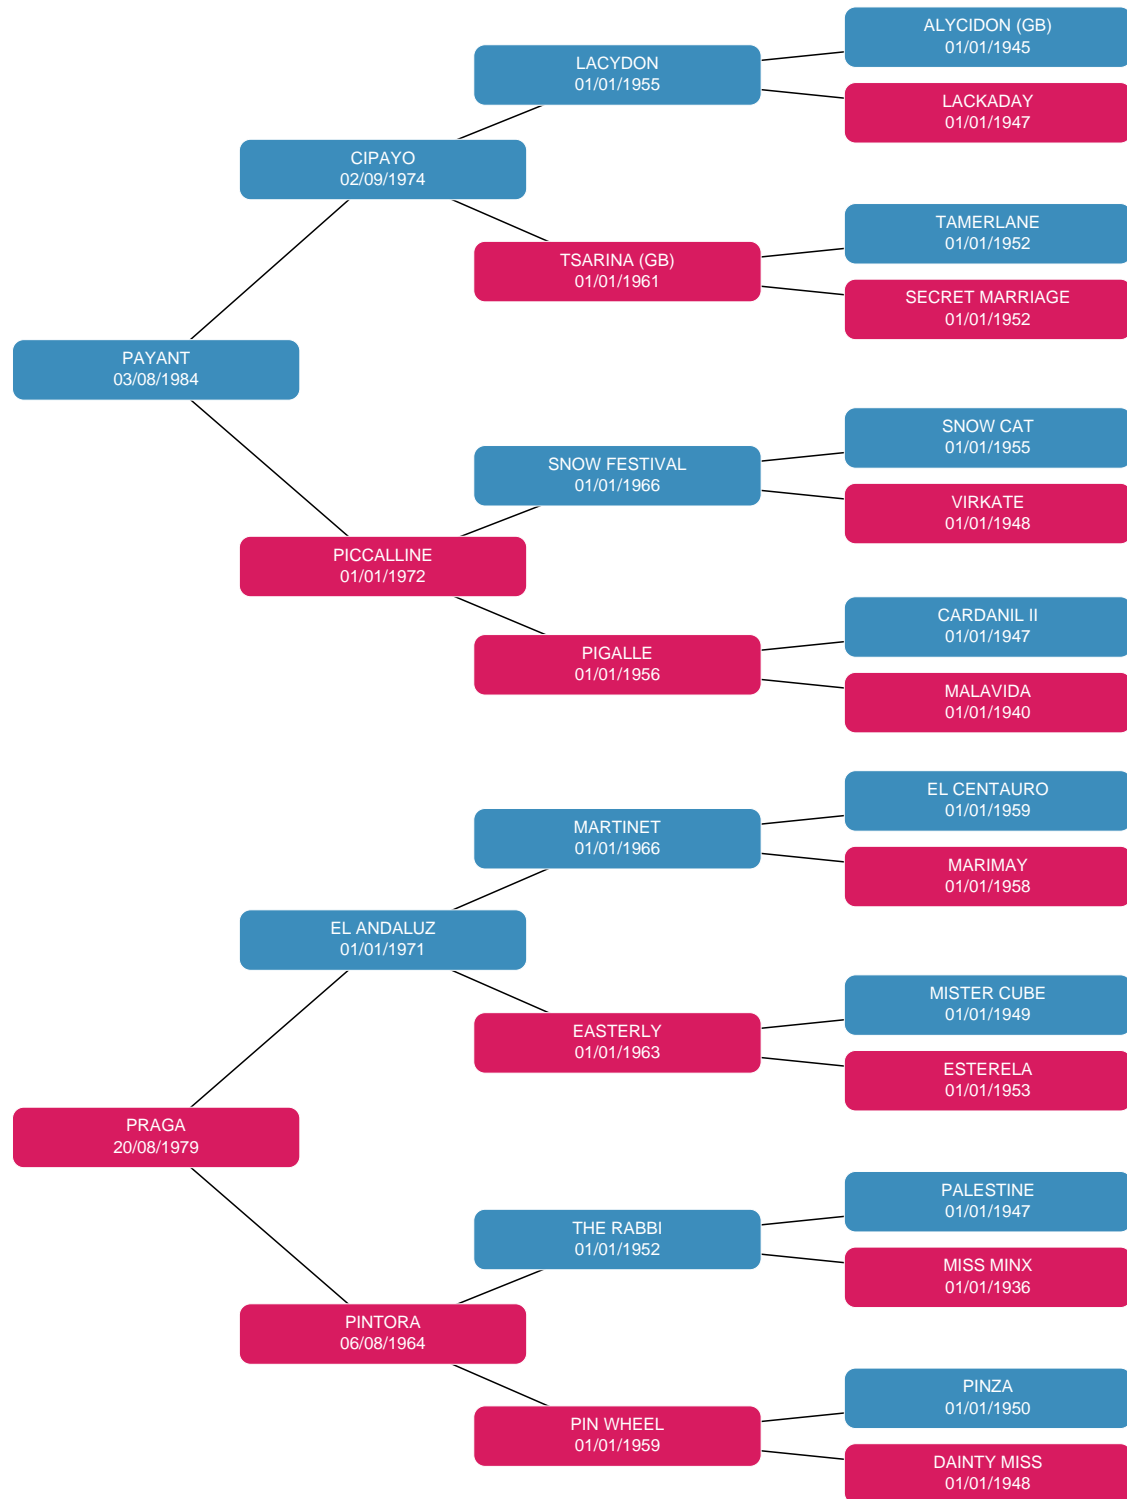 ALYCIDON (GB)
01/01/1945
LACYDON
01/01/1955
LACKADAY
01/01/1947
CIPAYO
02/09/1974
TAMERLANE
01/01/1952
TSARINA (GB)
01/01/1961
SECRET MARRIAGE
01/01/1952
PAYANT
03/08/1984
SNOW CAT
01/01/1955
SNOW FESTIVAL
01/01/1966
VIRKATE
01/01/1948
PICCALLINE
01/01/1972
CARDANIL II
01/01/1947
PIGALLE
01/01/1956
MALAVIDA
01/01/1940
EL CENTAURO
01/01/1959
MARTINET
01/01/1966
MARIMAY
01/01/1958
EL ANDALUZ
01/01/1971
MISTER CUBE
01/01/1949
EASTERLY
01/01/1963
ESTERELA
01/01/1953
PRAGA
20/08/1979
PALESTINE
01/01/1947
THE RABBI
01/01/1952
MISS MINX
01/01/1936
PINTORA
06/08/1964
PINZA
01/01/1950
PIN WHEEL
01/01/1959
DAINTY MISS
01/01/1948